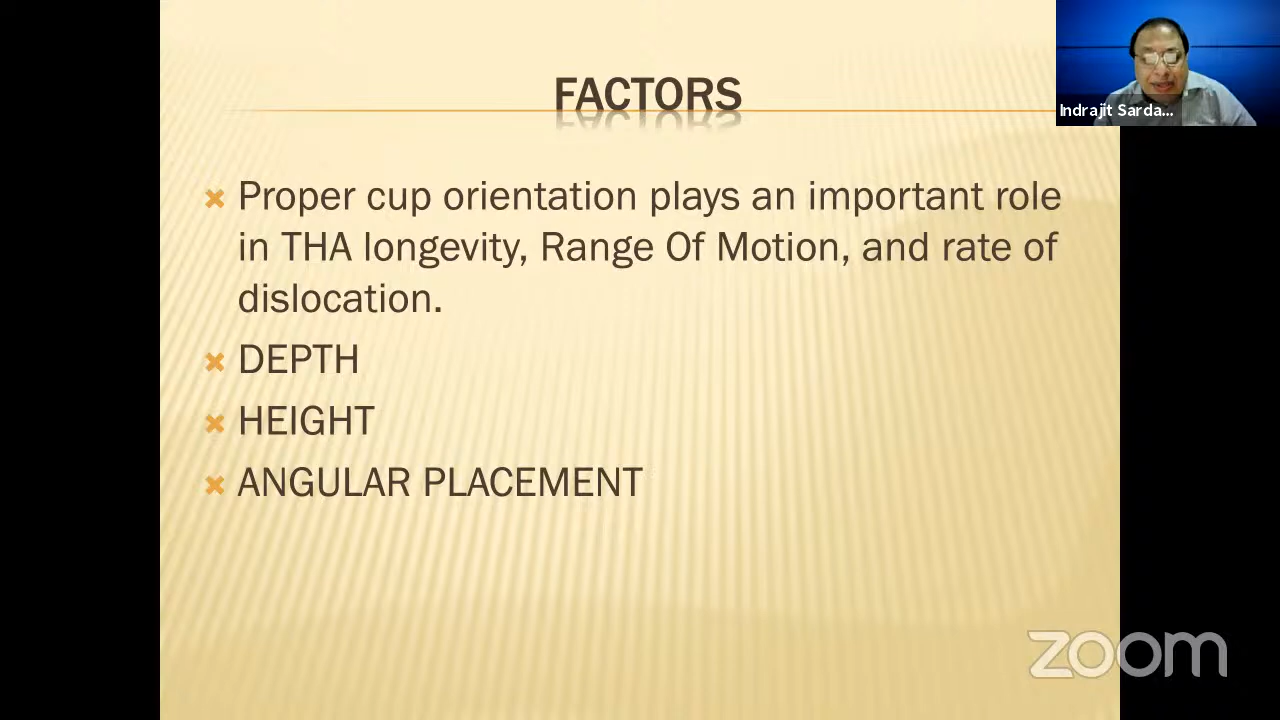 FACTORS
Indrajit Sarda...
Proper cup orientation plays an important role
in THA longevity, Range Of Motion, and rate of
dislocation.
DEPTH
HEIGHT
ANGULAR PLACEMENT
zoom